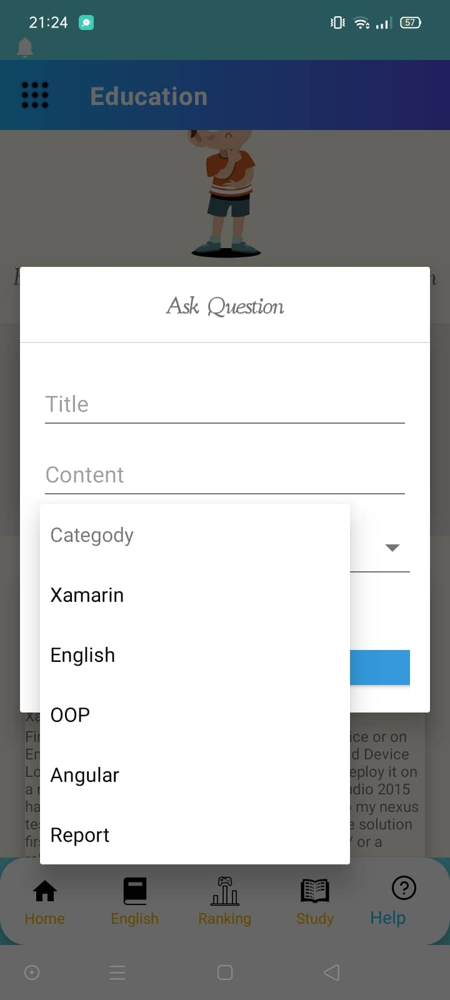 21:24
57
Education
Ask Question
Title
Content
Categody
Xamarin
English
OOP
Angular
Report
ice or on
d Device
eploy it on
udio 2015
my nexus
solution
or a
Home
English
Ranking
Study
Help